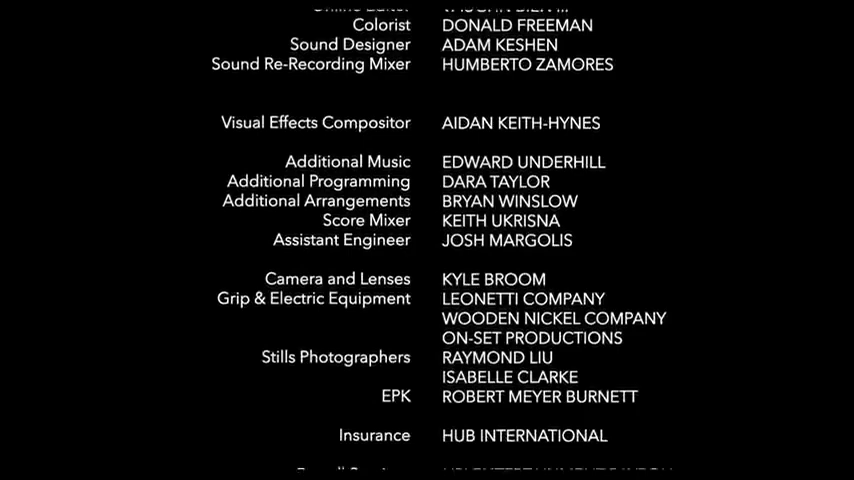 Colorist DONALD FREEMAN
Sound Designer ADAM KESHEN
Sound Re-Recording Mixer HUMBERTO ZAMORES
Visual Effects Compositor AIDAN KEITH-HYNES
Additional Music EDWARD UNDERHILL
Additional Programming DARA TAYLOR
Additional Arrangements BRYAN WINSLOW
Score Mixer KEITH UKRISNA
Assistant Engineer JOSH MARGOLIS
Camera and Lenses KYLE BROOM
Grip & Electric Equipment LEONETTI COMPANY
WOODEN NICKEL COMPANY
ON-SET PRODUCTIONS
Stills Photographers RAYMOND LIU
ISABELLE CLARKE
EPK ROBERT MEYER BURNETT
Insurance HUB INTERNATIONAL